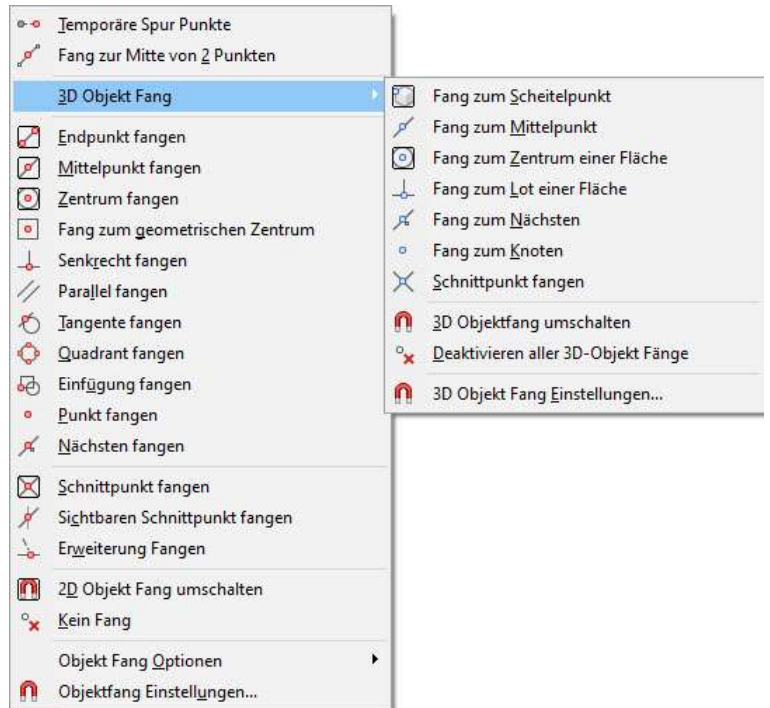 Temporäre Spur Punkte
Fang zur Mitte von 2 Punkten
3D Objekt Fang
Endpunkt fangen
Mittelpunkt fangen
Zentrum fangen
Fang zum geometrischen Zentrum
Senkrecht fangen
Parallel fangen
Tangente fangen
Quadrant fangen
Einfügung fangen
Punkt fangen
Nächsten fangen
Schnittpunkt fangen
Sichtbaren Schnittpunkt fangen
Erweiterung Fangen
2D Objekt Fang umschalten
Kein Fang
Objekt Fang Optionen
Objektfang Einstellungen...
Fang zum Scheitelpunkt
Fang zum Mittelpunkt
Fang zum Zentrum einer Fläche
Fang zum Lot einer Fläche
Fang zum Nächsten
Fang zum Knoten
Schnittpunkt fangen
3D Objektfang umschalten
Deaktivieren aller 3D-Objekt Fänge
3D Objekt Fang Einstellungen...